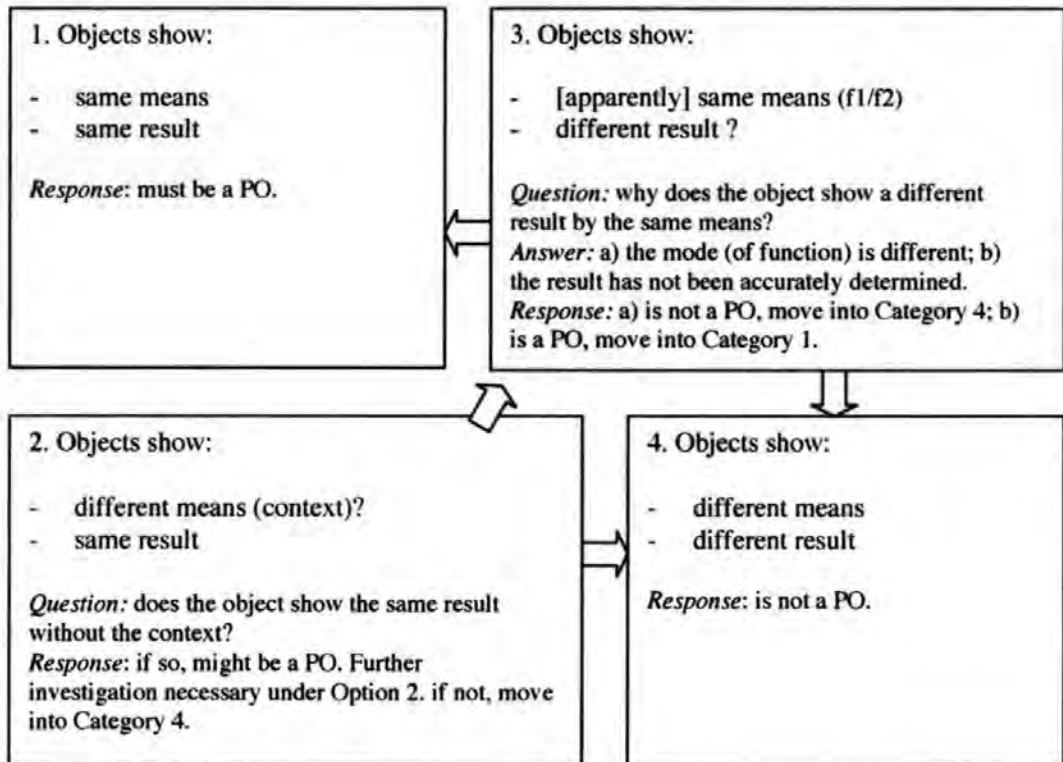 1. Objects show:
- same means
- same result
Response: must be a PO.
3. Objects show:
- [apparently] same means (f1/f2)
- different result ?
Question: why does the object show a different
result by the same means?
Answer: a) the mode (of function) is different; b)
the result has not been accurately determined.
Response: a) is not a PO, move into Category 4; b)
is a PO, move into Category 1.
2. Objects show:
- different means (context)?
- same result
Question: does the object show the same result
without the context?
Response: if so, might be a PO. Further
investigation necessary under Option 2. if not, move
into Category 4.
4. Objects show:
- different means
- different result
Response: is not a PO.